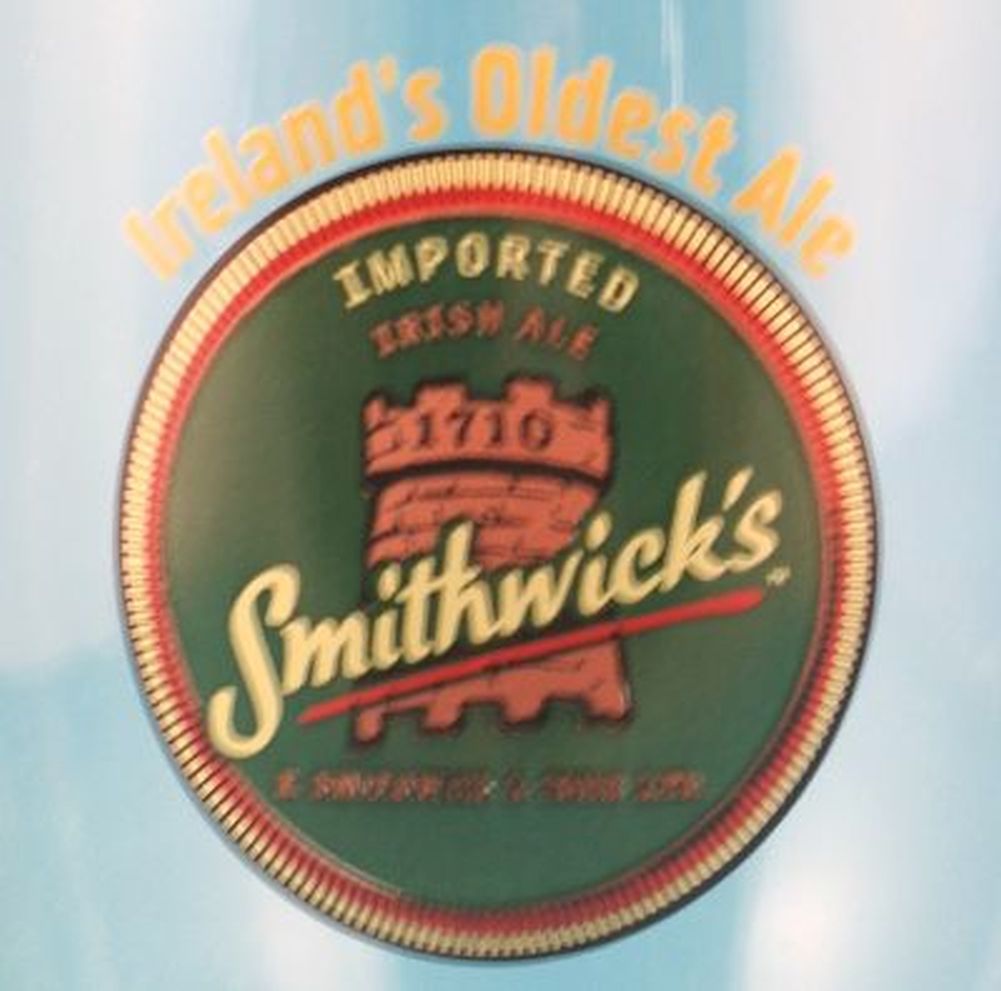 Ireland's Oldest Ale
IMPORTED
IRISH ALE
1710
Smithwick's